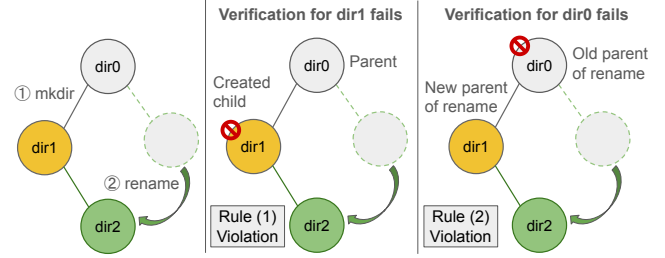 dir0
① mkdir
dir1
② rename
dir2
Verification for dir1 fails
dir0
Parent
Created
child
dir1
dir2
Rule (1)
Violation
Verification for dir0 fails
dir0
Old parent
of rename
New parent
of rename
dir1
dir2
Rule (2)
Violation